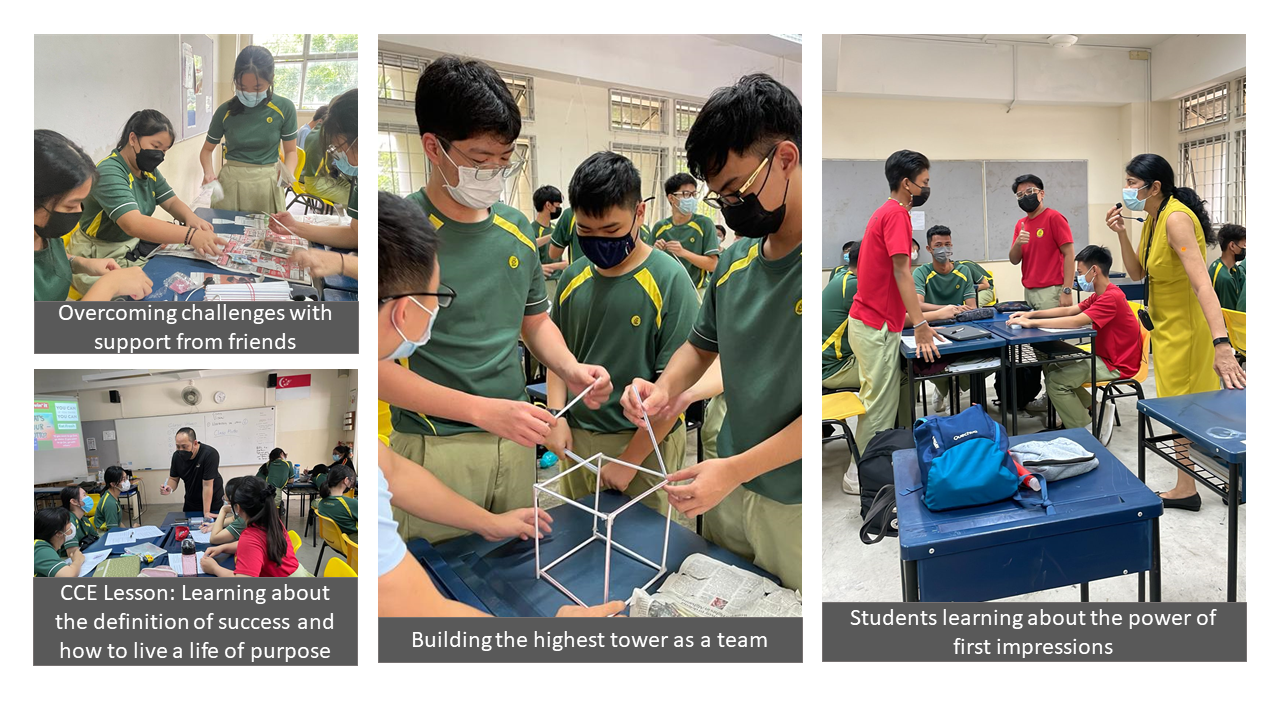 Overcoming challenges with
support from friends
CCE Lesson: Learning about
the definition of success and
how to live a life of purpose
Building the highest tower as a team
Students learning about the power of
first impressions